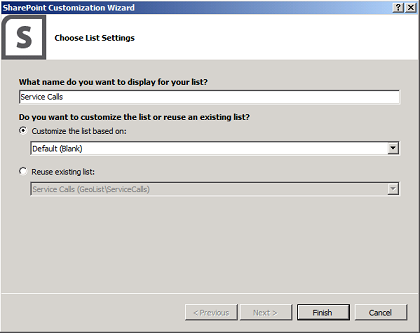 SharePoint Customization Wizard
S
Choose List Settings
What name do you want to display for your list?
Service Calls
Do you want to customize the list or reuse an existing list?
Customize the list based on:
Default (Blank)
Reuse existing list:
Service Calls (GeoList\ServiceCalls)
< Previous
Next >
Finish
Cancel